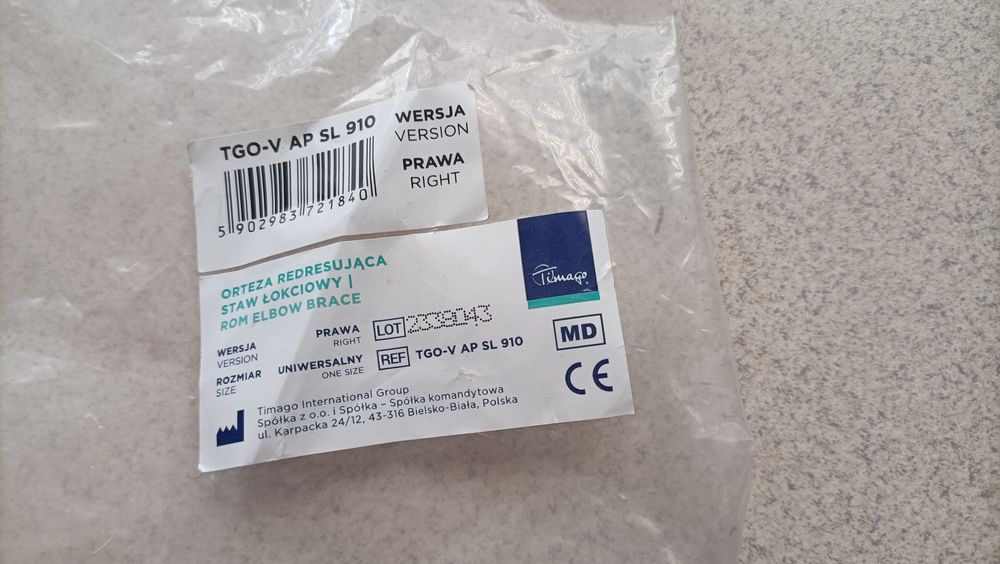 TGO-V AP SL 910
5 902983 721840
WERSJA
VERSION
PRAWA
RIGHT
ORTEZA REDRESUJĄCA
STAW ŁOKCIOWY |
ROM ELBOW BRACE
Timago
WERSJA
VERSION
PRAWA
RIGHT
LOT 2338043
ROZMIAR
SIZE
UNIWERSALNY
ONE SIZE
REF TGO-V AP SL 910
MD
CE
Timago International Group
Spółka z o.o. i Spółka – Spółka komandytowa
ul. Karpacka 24/12, 43-316 Bielsko-Biała, Polska